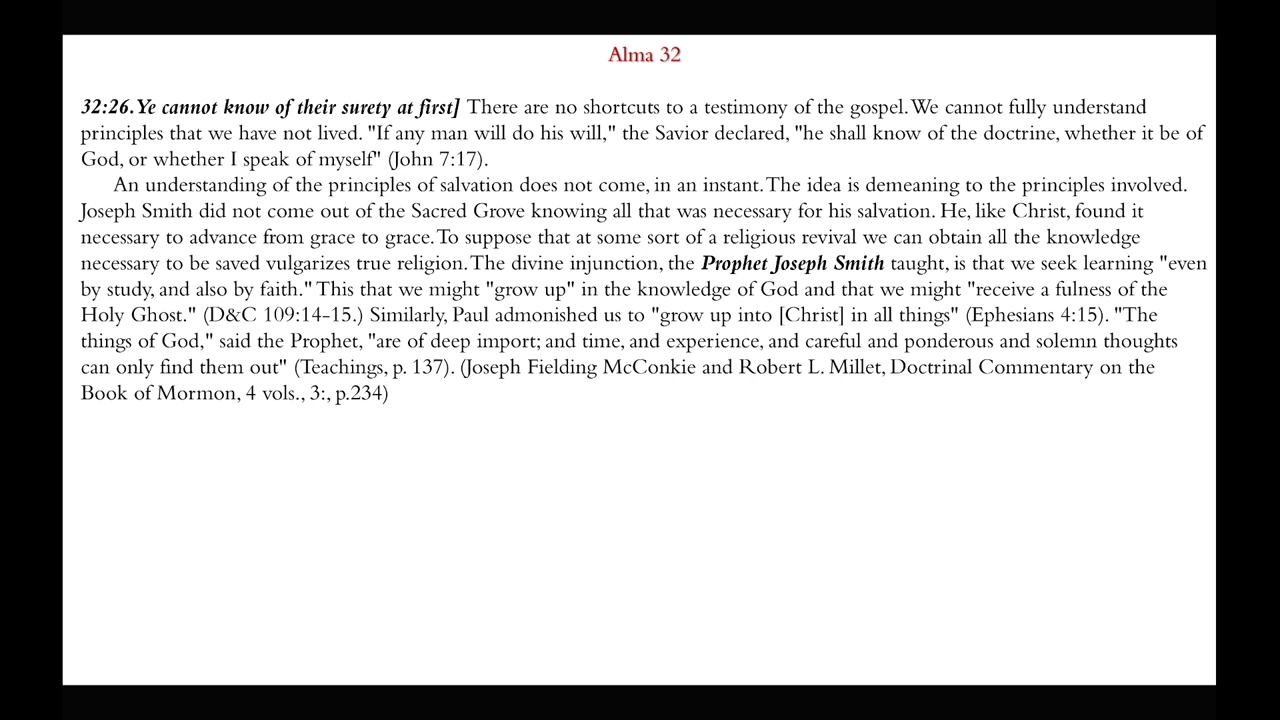 Alma 32
32:26. Ye cannot know of their surety at first] There are no shortcuts to a testimony of the gospel. We cannot fully understand
principles that we have not lived. "If any man will do his will," the Savior declared, "he shall know of the doctrine, whether it be of
God, or whether I speak of myself" (John 7:17).
An understanding of the principles of salvation does not come, in an instant. The idea is demeaning to the principles involved.
Joseph Smith did not come out of the Sacred Grove knowing all that was necessary for his salvation. He, like Christ, found it
necessary to advance from grace to grace. To suppose that at some sort of a religious revival we can obtain all the knowledge
necessary to be saved vulgarizes true religion. The divine injunction, the Prophet Joseph Smith taught, is that we seek learning "even
by study, and also by faith." This that we might "grow up" in the knowledge of God and that we might "receive a fulness of the
Holy Ghost." (D&C 109:14-15.) Similarly, Paul admonished us to "grow up into [Christ] in all things" (Ephesians 4:15). "The
things of God," said the Prophet, "are of deep import; and time, and experience, and careful and ponderous and solemn thoughts
can only find them out" (Teachings, p. 137). (Joseph Fielding McConkie and Robert L. Millet, Doctrinal Commentary on the
Book of Mormon, 4 vols., 3:, p.234)